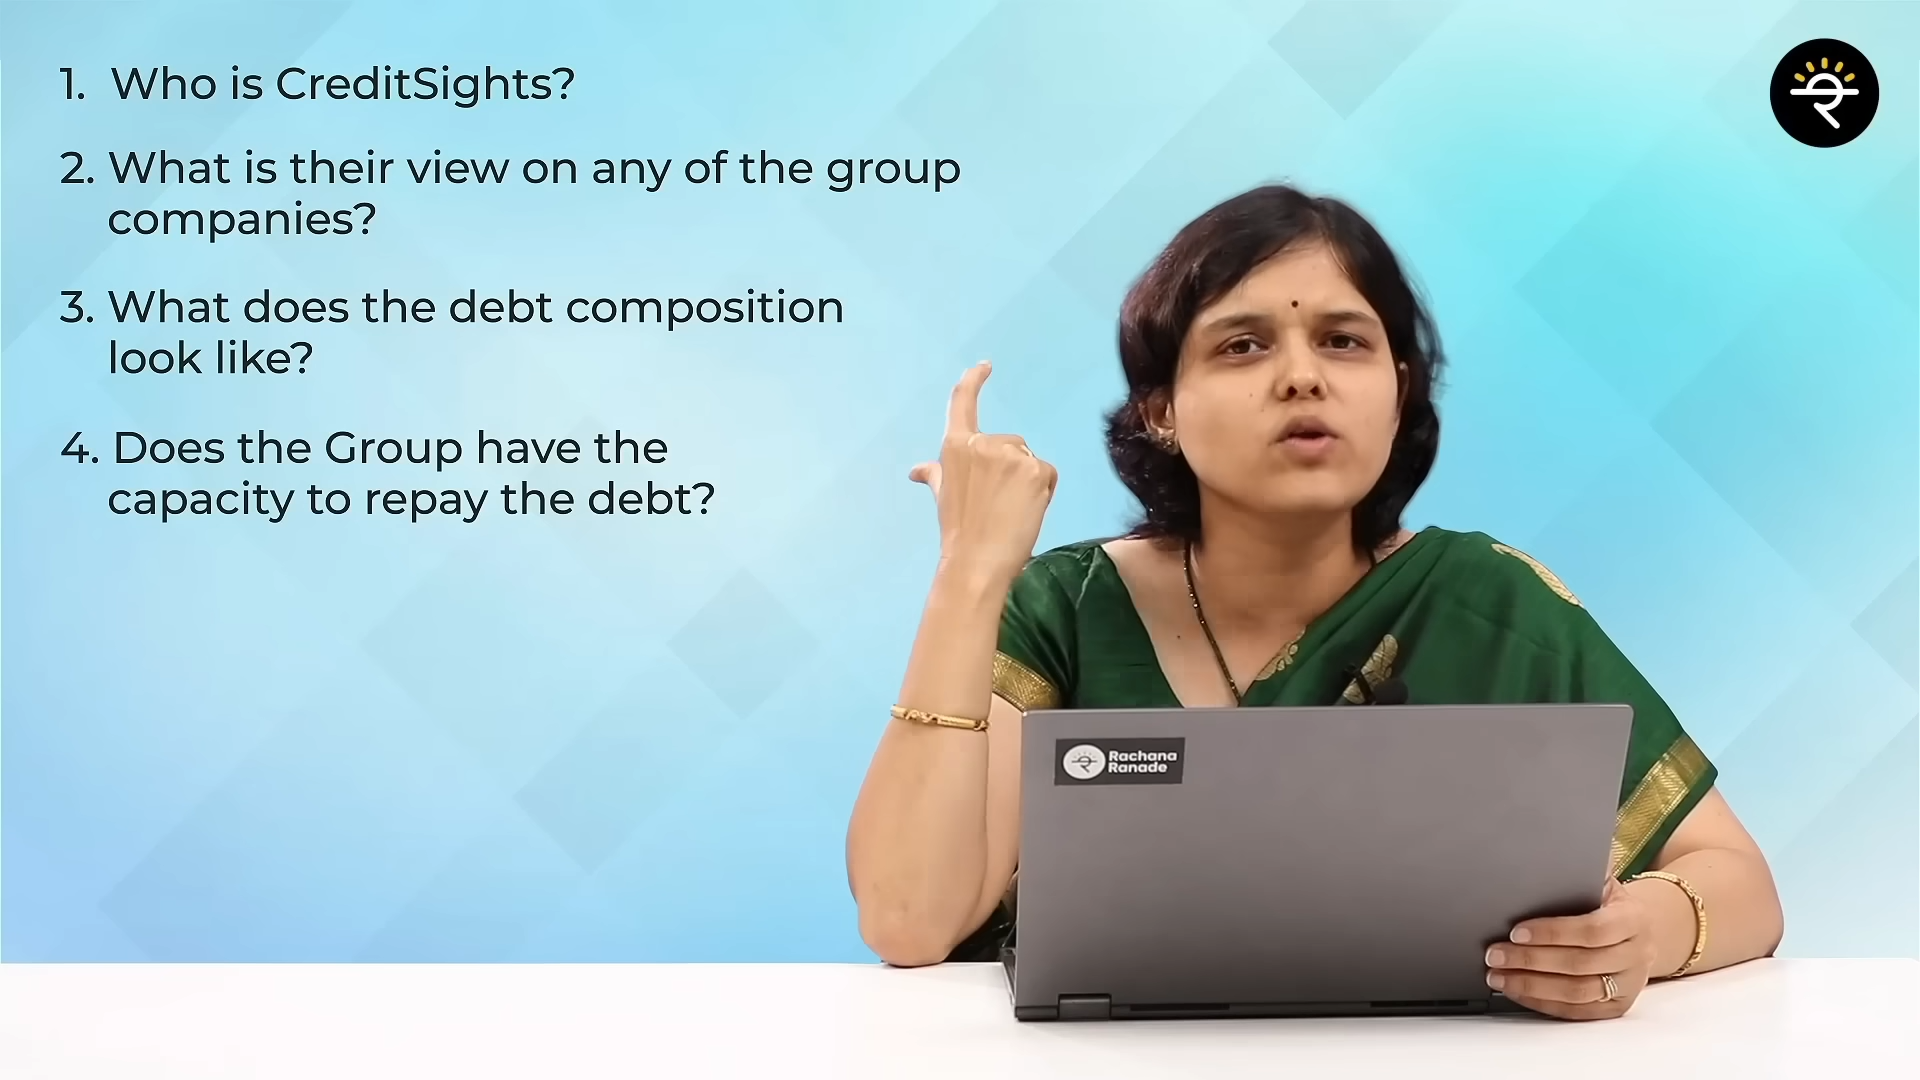 1. Who is CreditSights?
2. What is their view on any of the group
companies?
3. What does the debt composition
look like?
4. Does the Group have the
capacity to repay the debt?
Rachana
Ranade